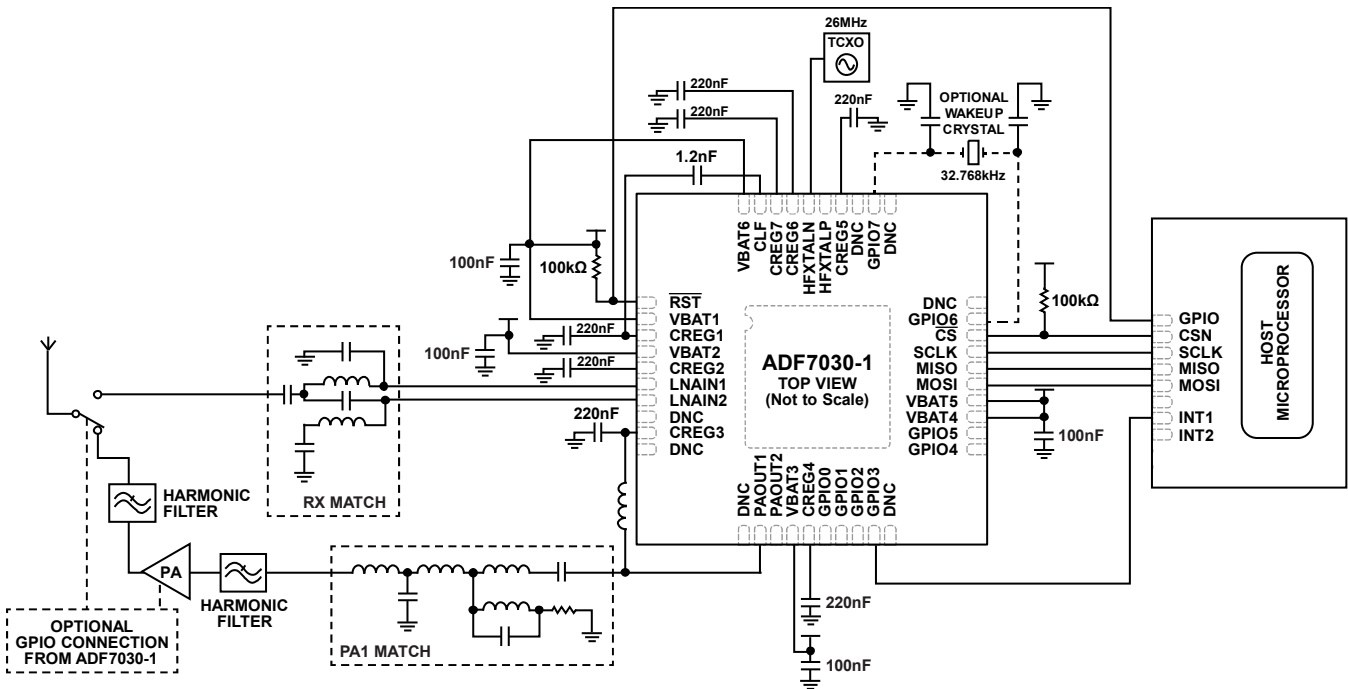 26MHz
TCXO
220nF
220nF
220nF
OPTIONAL
WAKEUP
CRYSTAL
32.768kHz
1.2nF
100nF
100kΩ
VBAT6
CLF
CREG7
CREG6
HFXTALN
HFXTALP
CREG5
DNC
GPIO7
DNC
RST
VBAT1
CREG1
VBAT2
CREG2
LNAIN1
LNAIN2
DNC
CREG3
DNC
220nF
100nF
220nF
220nF
ADF7030-1
TOP VIEW
(Not to Scale)
DNC
GPIO6
CS
SCLK
MISO
MOSI
VBAT5
VBAT4
GPIO5
GPIO4
100kΩ
100nF
GPIO
CSN
SCLK
MISO
MOSI
INT1
INT2
HOST
MICROPROCESSOR
DNC
PAOUT1
PAOUT2
VBAT3
CREG4
GPIO0
GPIO1
GPIO2
GPIO3
DNC
220nF
100nF
RX MATCH
HARMONIC
FILTER
PA
HARMONIC
FILTER
PA1 MATCH
OPTIONAL
GPIO CONNECTION
FROM ADF7030-1